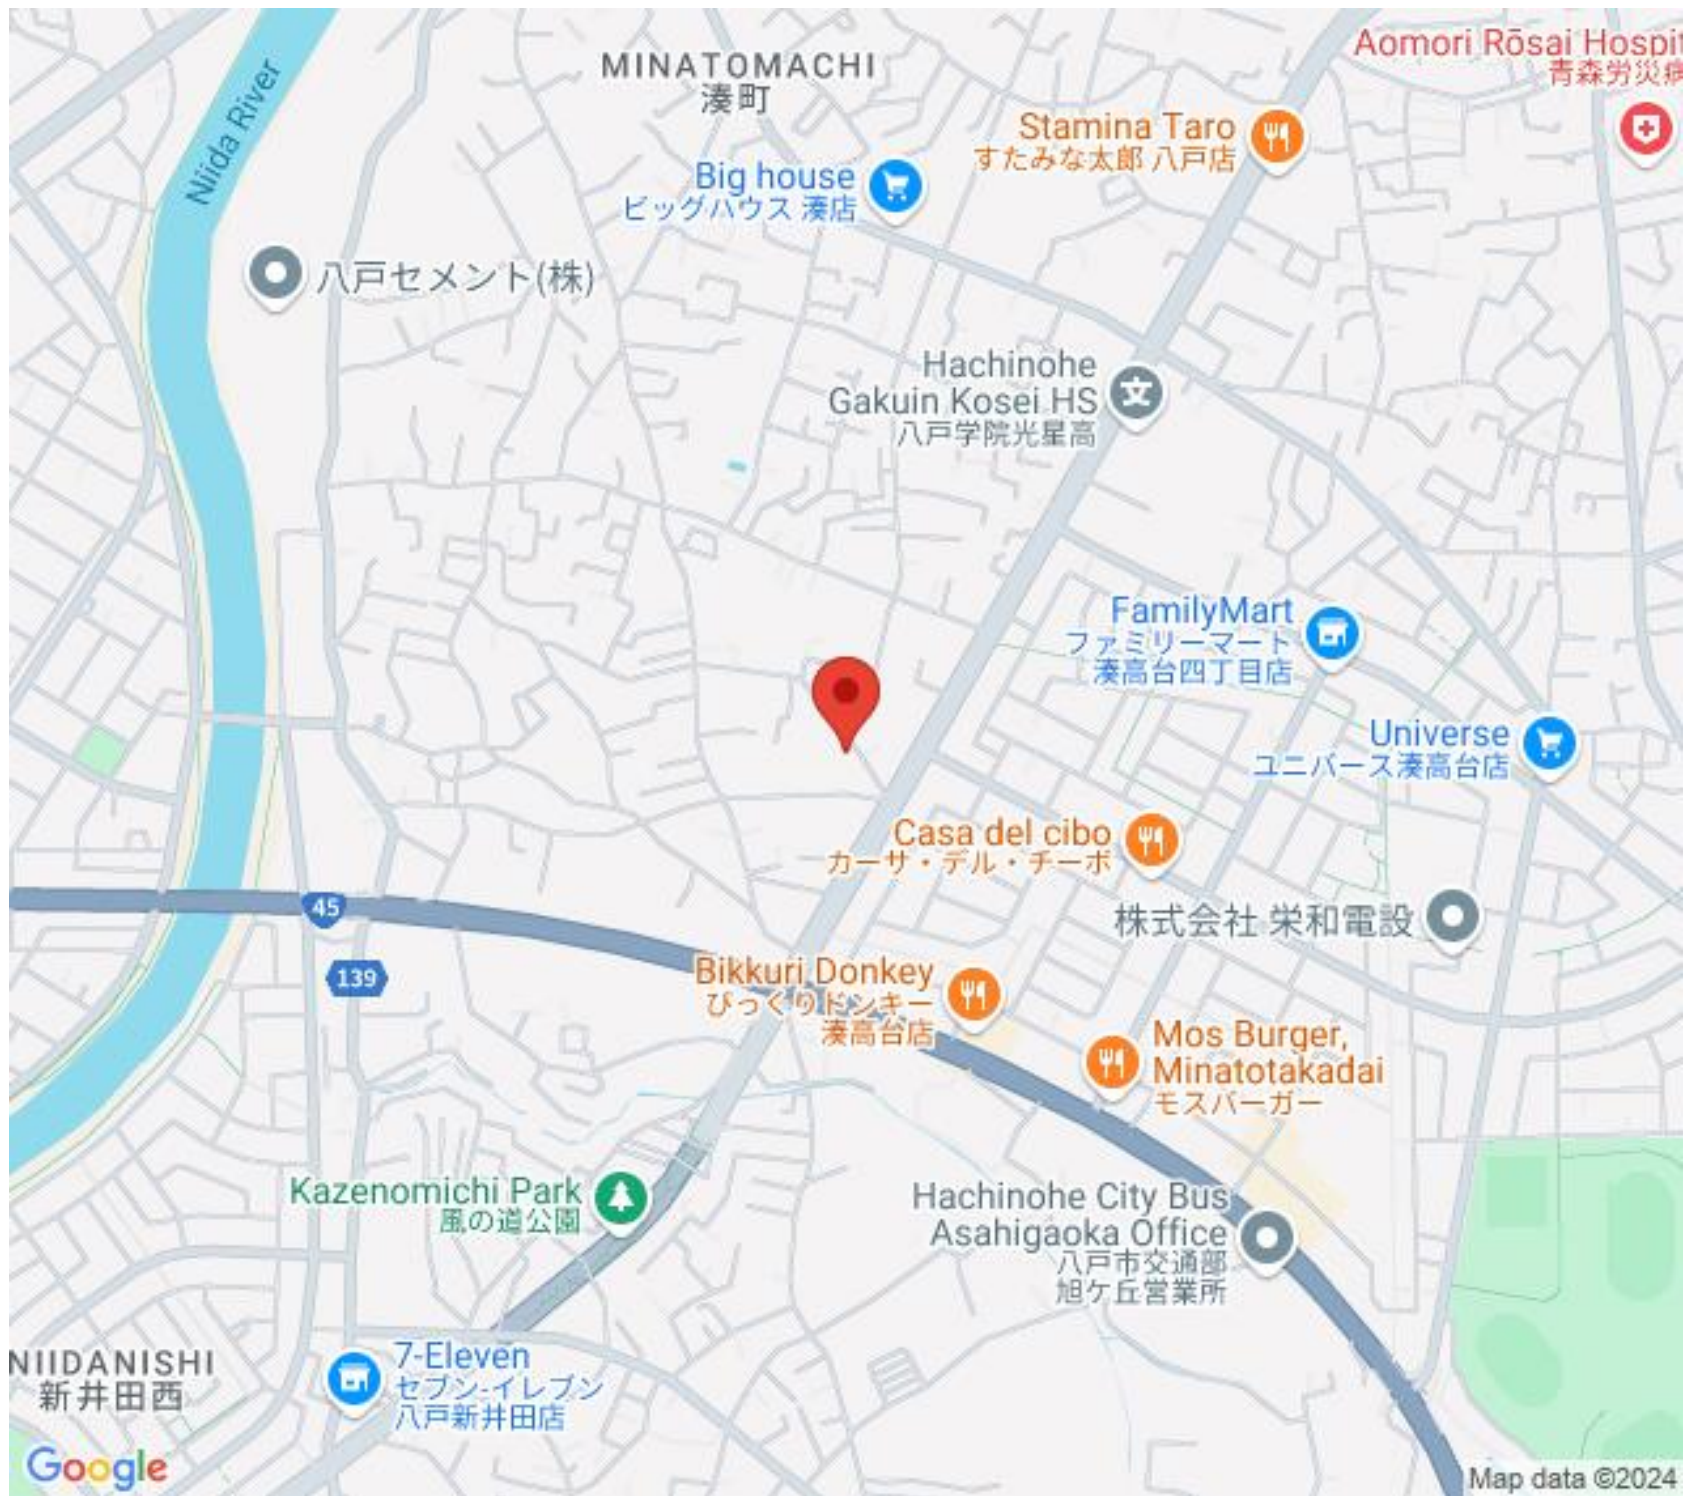 Aomori Rōsai Hospit
青森労災病
MINATOMACHI
湊町
Niida River
Stamina Taro
すたみな太郎 八戸店
Big house
ビッグハウス 湊店
八戸セメント(株)
Hachinohe
Gakuin Kosei HS
八戸学院光星高
文
FamilyMart
ファミリーマート
湊高台四丁目店
Universe
ユニバース湊高台店
Casa del cibo
カーサ・デル・チーボ
45
株式会社 栄和電設
139
Bikkuri Donkey
びっくりドンキー
湊高台店
Mos Burger,
Minatotakadai
モスバーガー
Kazenomichi Park
風の道公園
Hachinohe City Bus
Asahigaoka Office
八戸市交通部
旭ケ丘営業所
NIIDANISHI
新井田西
7-Eleven
セブン-イレブン
八戸新井田店
Google
Map data ©2024